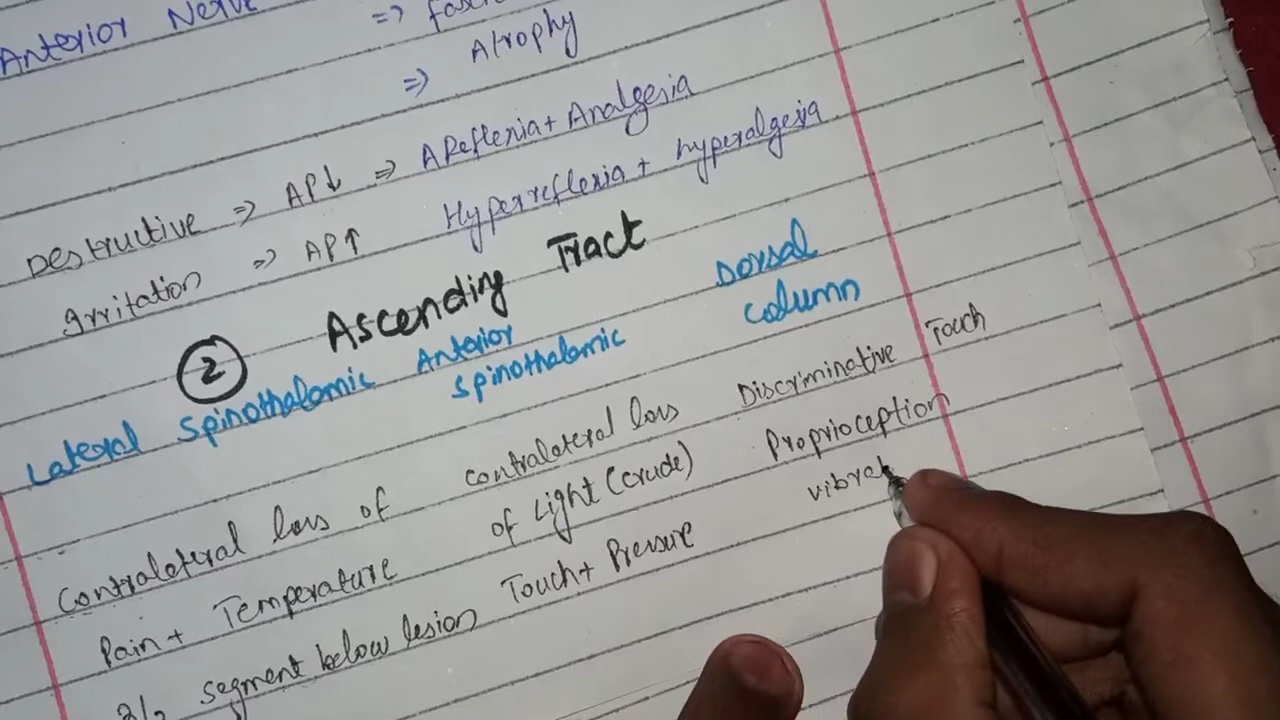 Anterior Nerve =>
=> Atrophy
Destructive => AP↓ => AReflexia + Analgesia
Irritation => AP↑ Hyperreflexia + hyperalgesia
② Ascending Tract
Lateral Spinothalamic
Anterior Spinothalamic
Dorsal column
Contralateral loss of
Pain + Temperature
segment below lesion
Contralateral loss
of Light (crude)
Touch + Pressure
Discriminative Touch
Proprioception